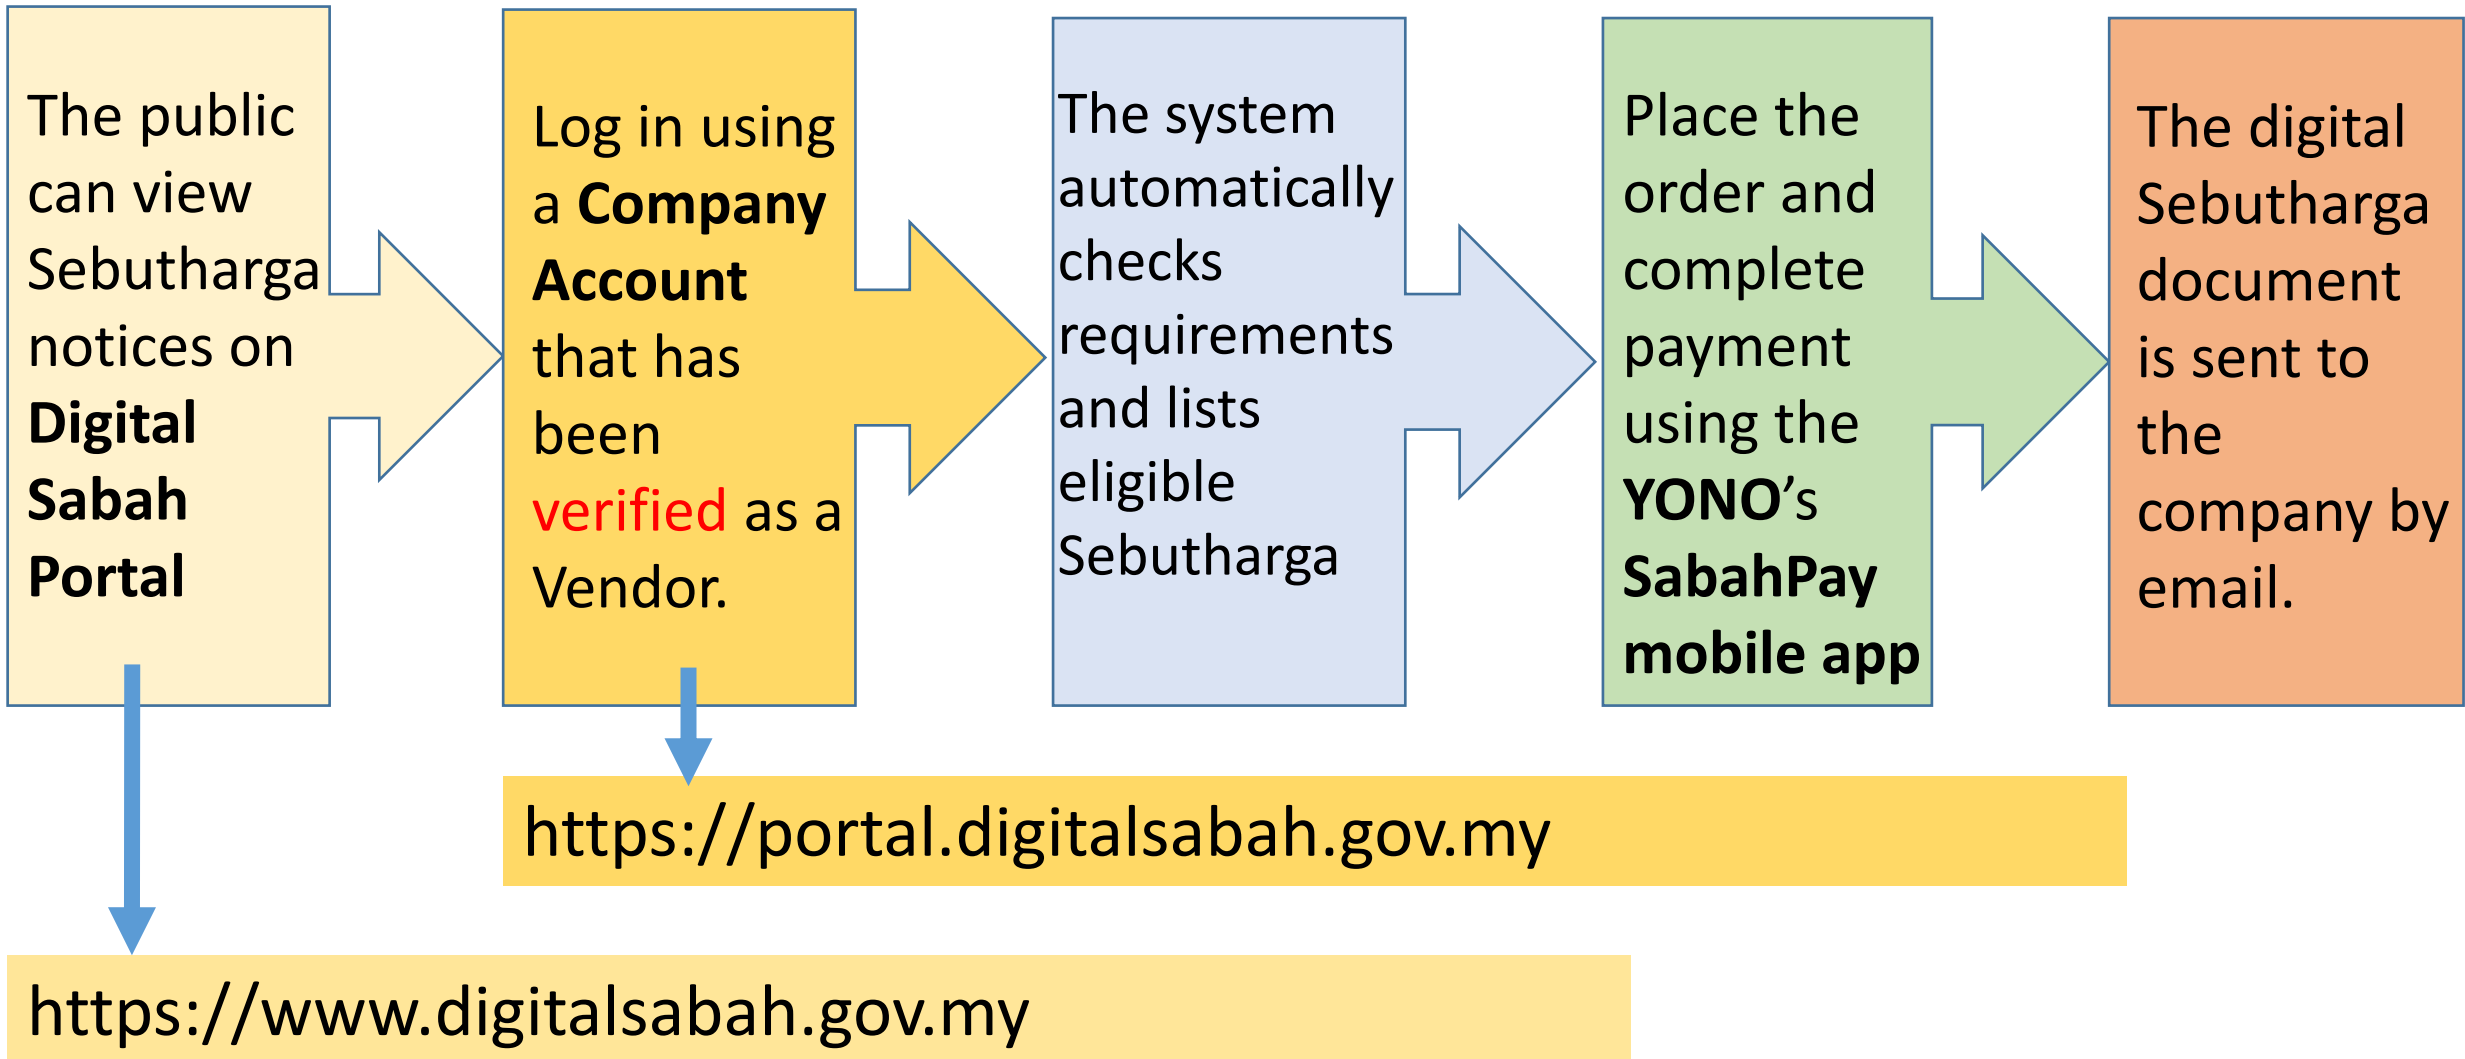 The public
can view
Sebutharga
notices on
Digital
Sabah
Portal
Log in using
a Company
Account
that has
been
verified as a
Vendor.
The system
automatically
checks
requirements
and lists
eligible
Sebutharga
Place the
order and
complete
payment
using the
YONO’s
SabahPay
mobile app
The digital
Sebutharga
document
is sent to
the
company by
email.
https://portal.digitalsabah.gov.my
https://www.digitalsabah.gov.my